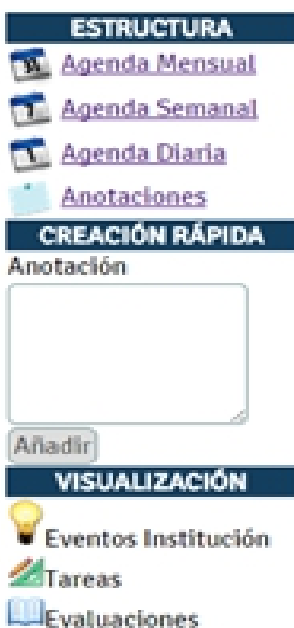 ESTRUCTURA
Agenda Mensual
Agenda Semanal
Agenda Diaria
Anotaciones
CREACIÓN RÁPIDA
Anotación
Añadir
VISUALIZACIÓN
Eventos Institución
Tareas
Evaluaciones